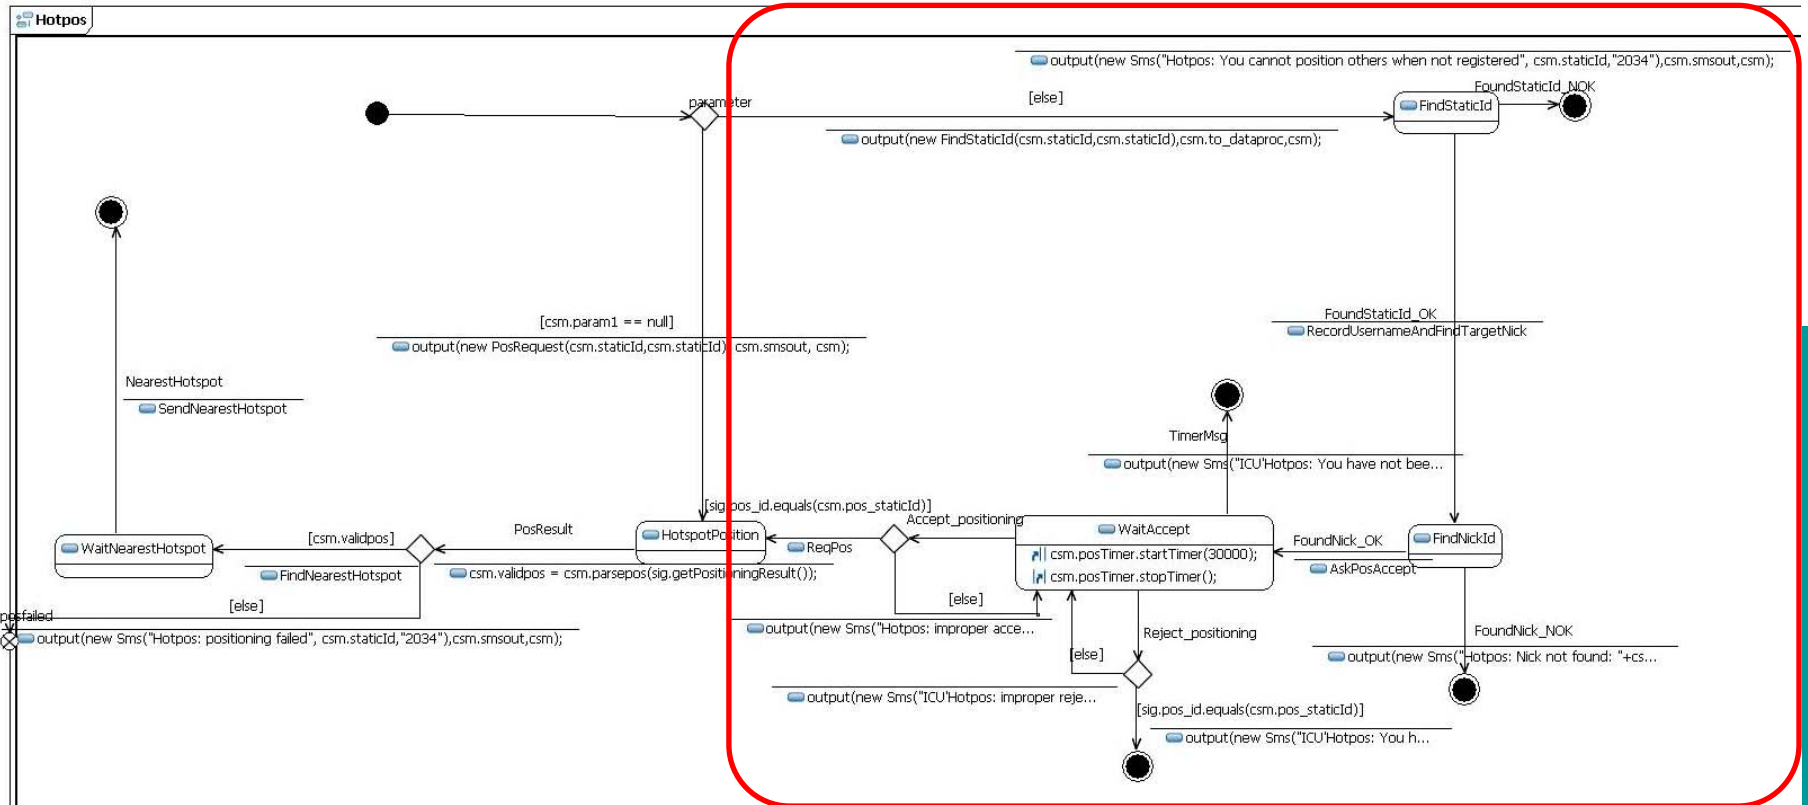 Hotpos
output(new Sms("Hotpos: You cannot position others when not registered", csm.staticId,"2034"),csm.smsout,csm);
FoundStaticId_NOK
parameter
[else]
FindStaticId
output(new FindStaticId(csm.staticId,csm.staticId),csm.to_dataproc,csm);
FoundStaticId_OK
RecordUsernameAndFindTargetNick
[csm.param1 == null]
output(new PosRequest(csm.staticId,csm.staticId), csm.smsout, csm);
NearestHotspot
SendNearestHotspot
TimerMsg
output(new Sms("ICU'Hotpos: You have not bee...
[sig.pos_id.equals(csm.pos_staticId)]
Accept_positioning
WaitAccept
csm.posTimer.startTimer(30000);
csm.posTimer.stopTimer();
HotspotPosition
ReqPos
PosResult
csm.validpos = csm.parsepos(sig.getPositioningResult());
[csm.validpos]
FindNearestHotspot
WaitNearestHotspot
FoundNick_OK
AskPosAccept
FindNickId
[else]
posfailed
output(new Sms("Hotpos: positioning failed", csm.staticId,"2034"),csm.smsout,csm);
[else]
output(new Sms("Hotpos: improper acce...
Reject_positioning
[else]
output(new Sms("ICU'Hotpos: improper reje...
FoundNick_NOK
output(new Sms("Hotpos: Nick not found: "+cs...
[sig.pos_id.equals(csm.pos_staticId)]
output(new Sms("ICU'Hotpos: You h...